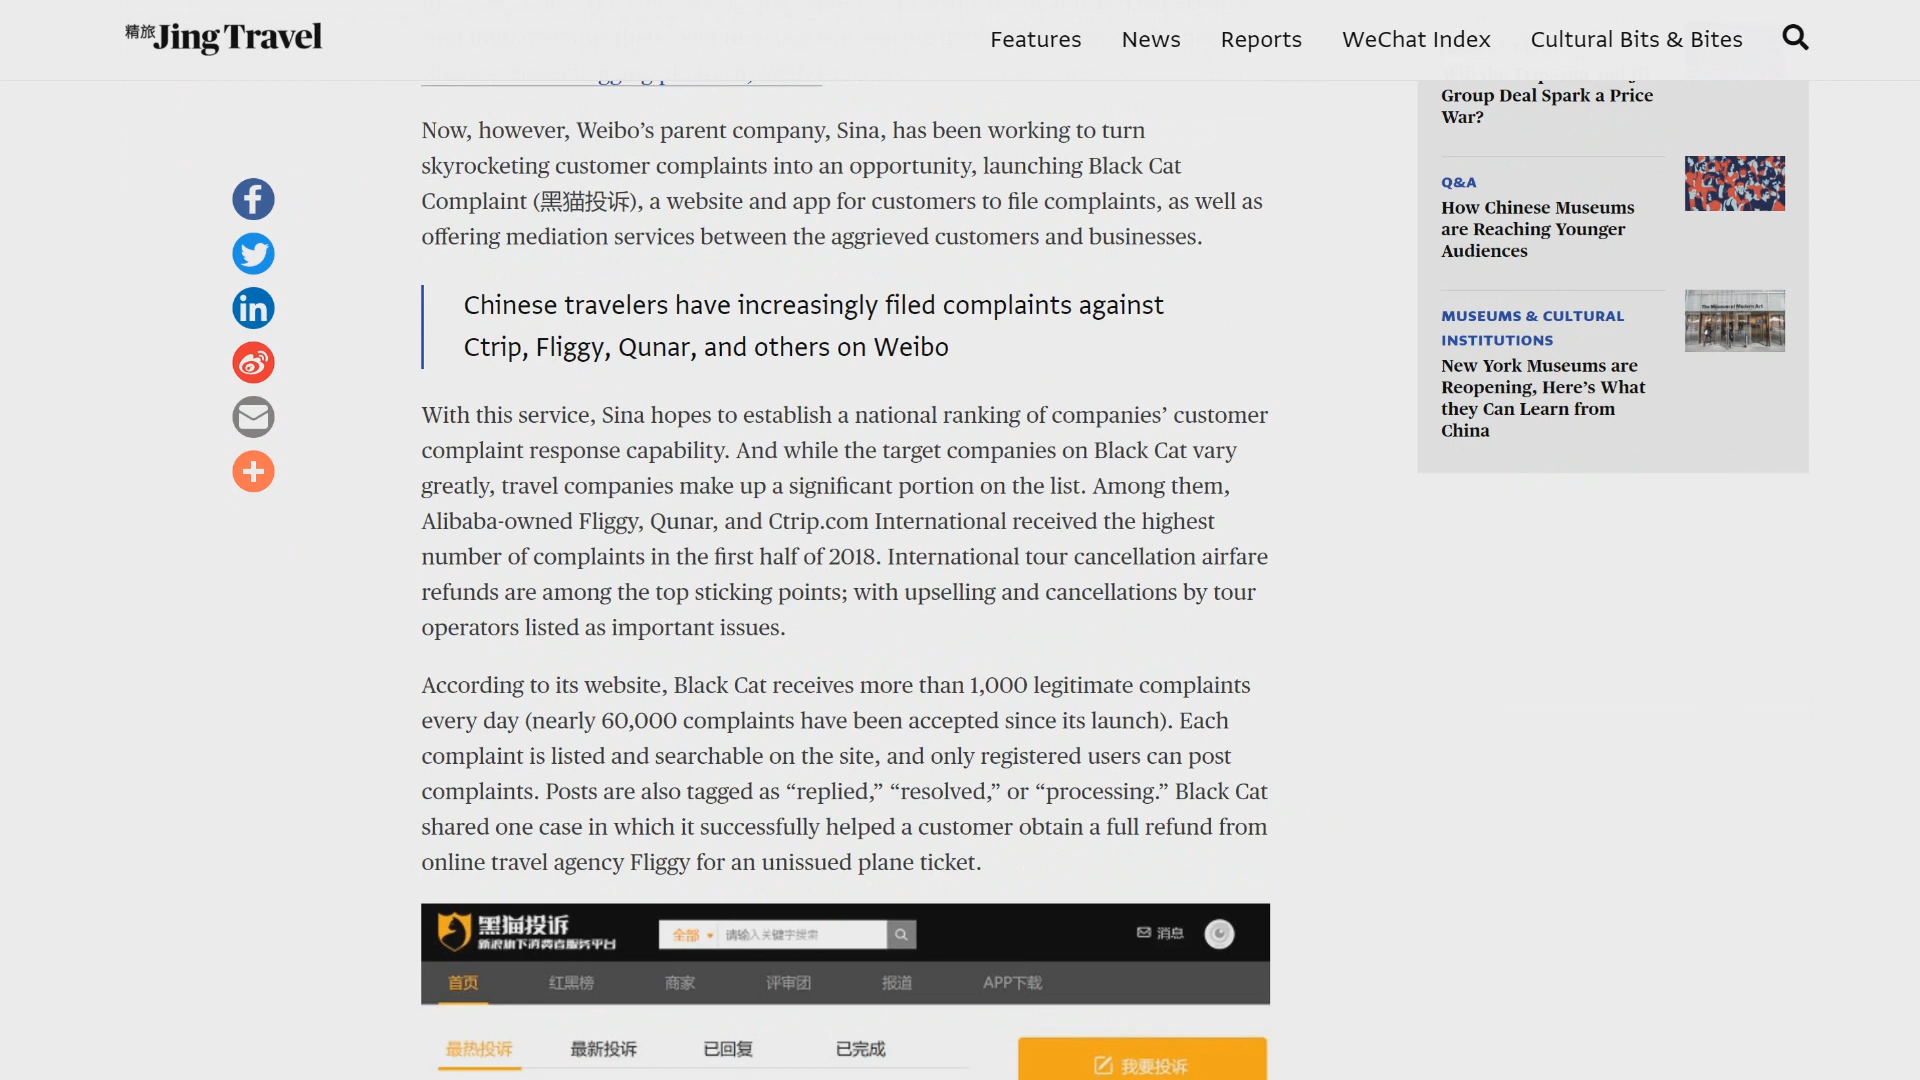 精旅Jing Travel
Features
News
Reports
WeChat Index
Cultural Bits & Bites
Now, however, Weibo’s parent company, Sina, has been working to turn
skyrocketing customer complaints into an opportunity, launching Black Cat
Complaint (黑猫投诉), a website and app for customers to file complaints, as well as
offering mediation services between the aggrieved customers and businesses.
Chinese travelers have increasingly filed complaints against
Ctrip, Fliggy, Qunar, and others on Weibo
With this service, Sina hopes to establish a national ranking of companies’ customer
complaint response capability. And while the target companies on Black Cat vary
greatly, travel companies make up a significant portion on the list. Among them,
Alibaba-owned Fliggy, Qunar, and Ctrip.com International received the highest
number of complaints in the first half of 2018. International tour cancellation airfare
refunds are among the top sticking points; with upselling and cancellations by tour
operators listed as important issues.
According to its website, Black Cat receives more than 1,000 legitimate complaints
every day (nearly 60,000 complaints have been accepted since its launch). Each
complaint is listed and searchable on the site, and only registered users can post
complaints. Posts are also tagged as “replied,” “resolved,” or “processing.” Black Cat
shared one case in which it successfully helped a customer obtain a full refund from
online travel agency Fliggy for an unissued plane ticket.
黑猫投诉
新浪旗下消费者服务平台
全部
请输入关键字搜索
消息
首页
红黑榜
商家
评审团
报道
APP下载
最热投诉
最新投诉
已回复
已完成
我要投诉
Group Deal Spark a Price
War?
Q&A
How Chinese Museums
are Reaching Younger
Audiences
MUSEUMS & CULTURAL
INSTITUTIONS
New York Museums are
Reopening, Here’s What
they Can Learn from
China